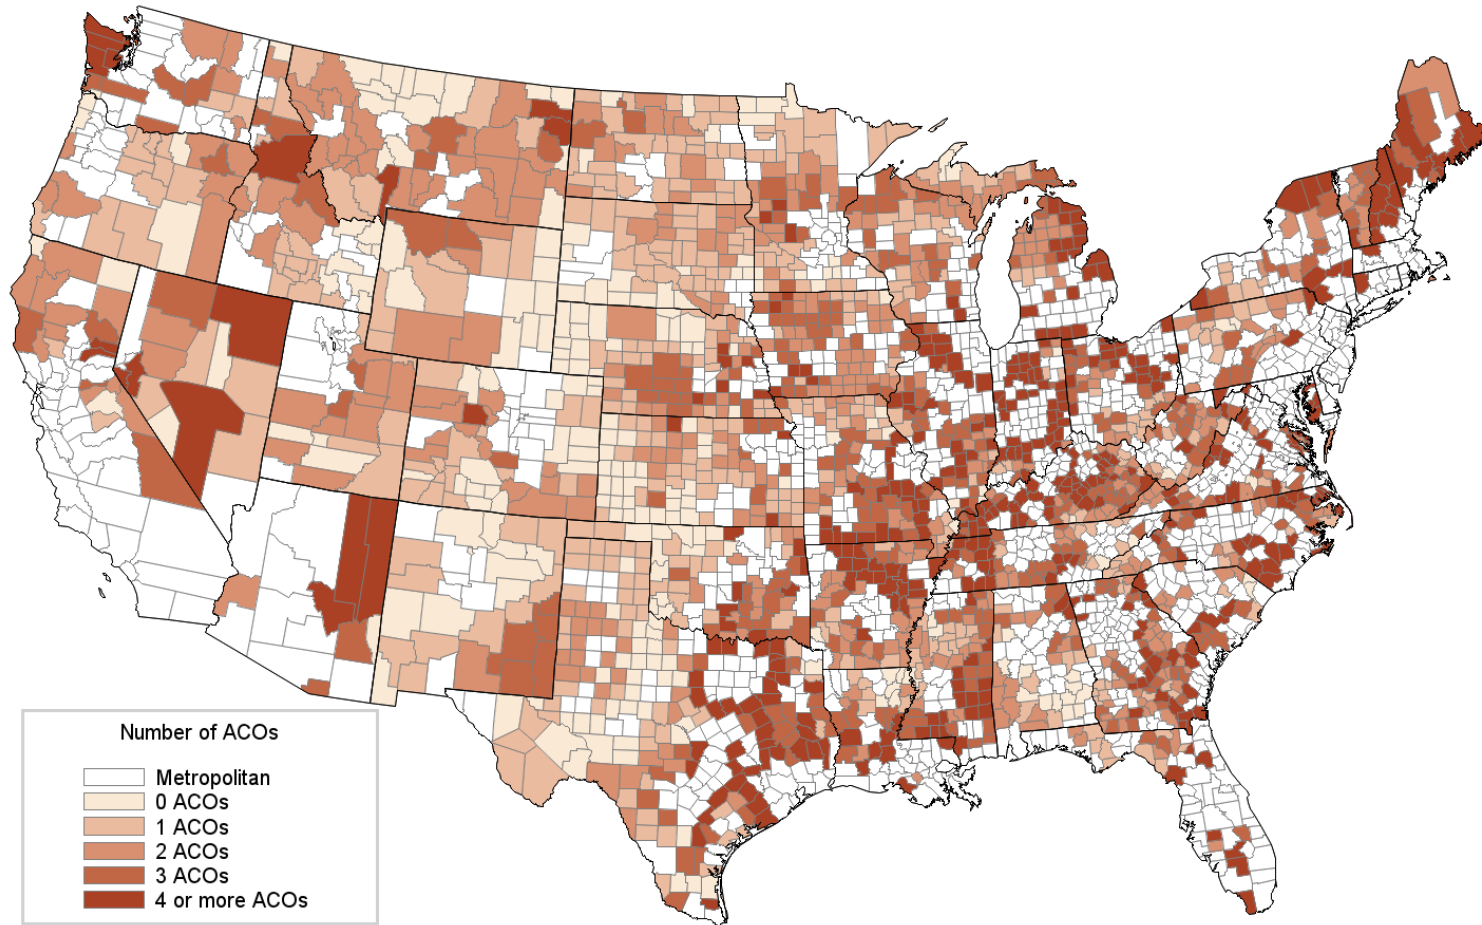 Number of ACOs
Metropolitan
0 ACOs
1 ACOs
2 ACOs
3 ACOs
4 or more ACOs